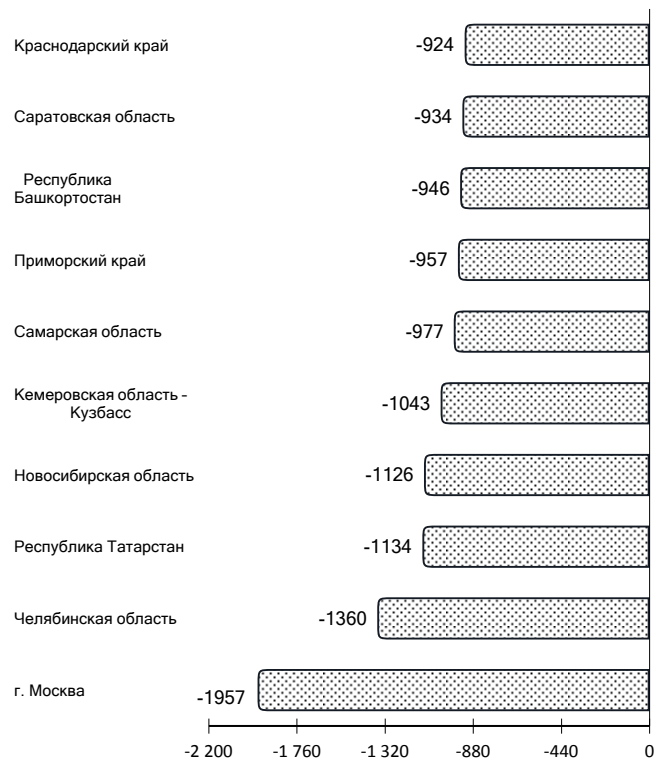 Краснодарский край
-924
Саратовская область
-934
Республика
Башкортостан
-946
Приморский край
-957
Самарская область
-977
Кемеровская область -
Кузбасс
-1043
Новосибирская область
-1126
Республика Татарстан
-1134
Челябинская область
-1360
г. Москва
-1957
-2 200 -1 760 -1 320 -880 -440 0